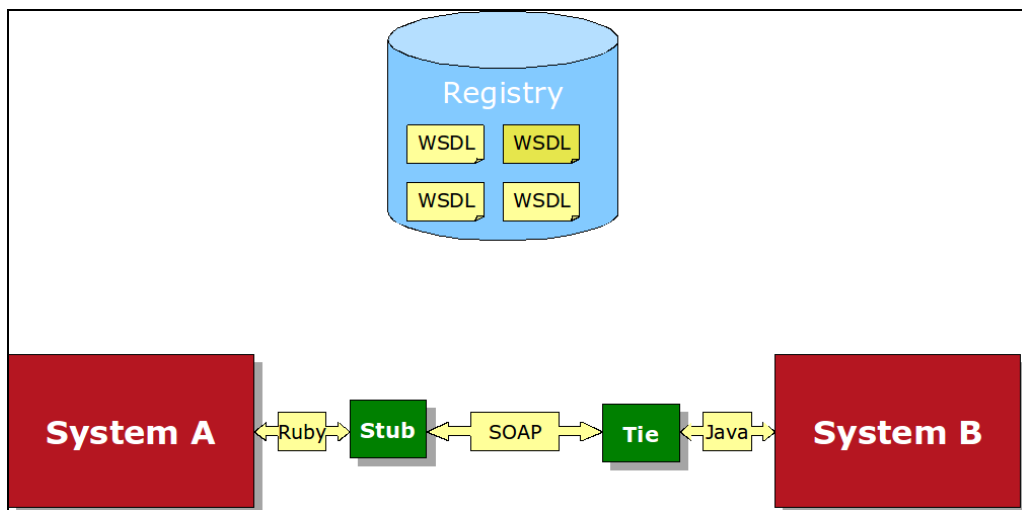 Registry
WSDL WSDL
WSDL WSDL
System A Ruby Stub SOAP Tie Java System B